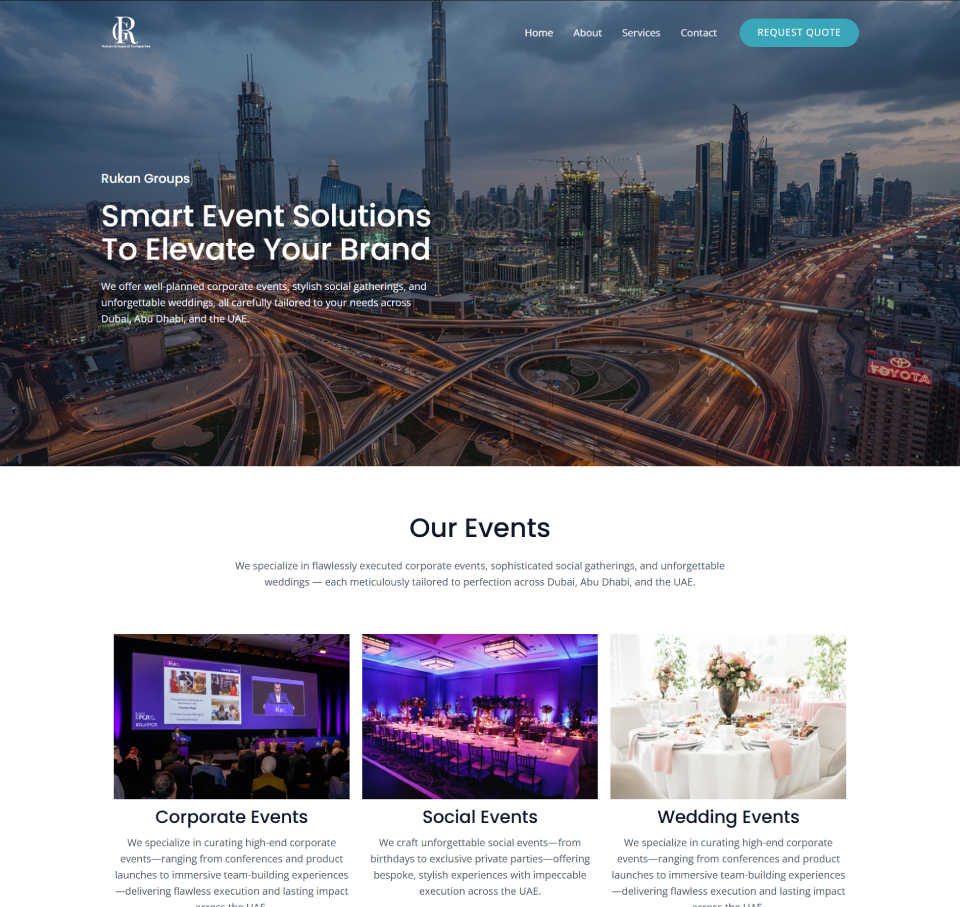 Rukan Groups of Companies
Home
About
Services
Contact
REQUEST QUOTE
Rukan Groups
Smart Event Solutions
To Elevate Your Brand
We offer well-planned corporate events, stylish social gatherings, and
unforgettable weddings, all carefully tailored to your needs across
Dubai, Abu Dhabi, and the UAE.
TOYOTA
Our Events
We specialize in flawlessly executed corporate events, sophisticated social gatherings, and unforgettable
weddings — each meticulously tailored to perfection across Dubai, Abu Dhabi, and the UAE.
Corporate Events
We specialize in curating high-end corporate
events—ranging from conferences and product
launches to immersive team-building experiences
—delivering flawless execution and lasting impact
across the UAE.
Social Events
We craft unforgettable social events—from
birthdays to exclusive private parties—offering
bespoke, stylish experiences with impeccable
execution across the UAE.
Wedding Events
We specialize in curating high-end corporate
events—ranging from conferences and product
launches to immersive team-building experiences
—delivering flawless execution and lasting impact
across the UAE.